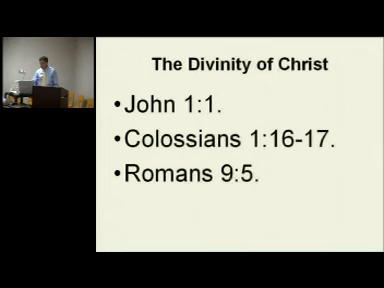 The Divinity of Christ
•John 1:1.
•Colossians 1:16-17.
•Romans 9:5.